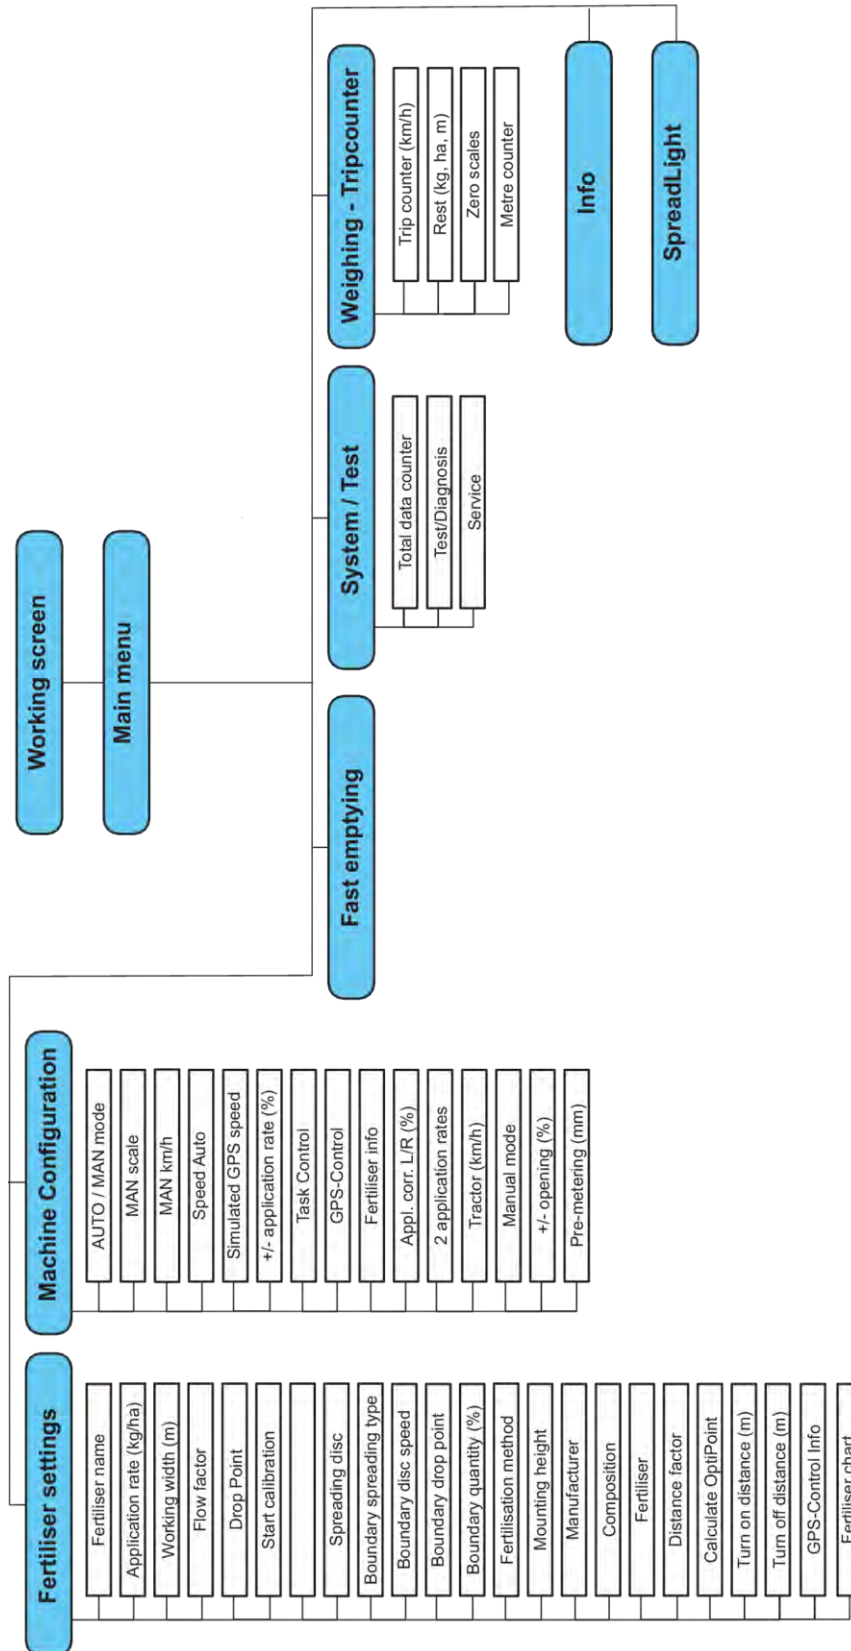 Working screen
Main menu
Fertiliser settings
Fertiliser name
Application rate (kg/ha)
Working width (m)
Flow factor
Drop Point
Start calibration
Spreading disc
Boundary spreading type
Boundary disc speed
Boundary drop point
Boundary quantity (%)
Fertilisation method
Mounting height
Manufacturer
Composition
Fertiliser
Distance factor
Calculate OptiPoint
Turn on distance (m)
Turn off distance (m)
GPS-Control Info
Fertiliser chart
Machine Configuration
AUTO / MAN mode
MAN scale
MAN km/h
Speed Auto
Simulated GPS speed
+/- application rate (%)
Task Control
GPS-Control
Fertiliser info
Appl. corr. L/R (%)
2 application rates
Tractor (km/h)
Manual mode
+/- opening (%)
Pre-metering (mm)
Fast emptying
System / Test
Total data counter
Test/Diagnosis
Service
Weighing - Tripcounter
Trip counter (km/h)
Rest (kg, ha, m)
Zero scales
Metre counter
Info
SpreadLight